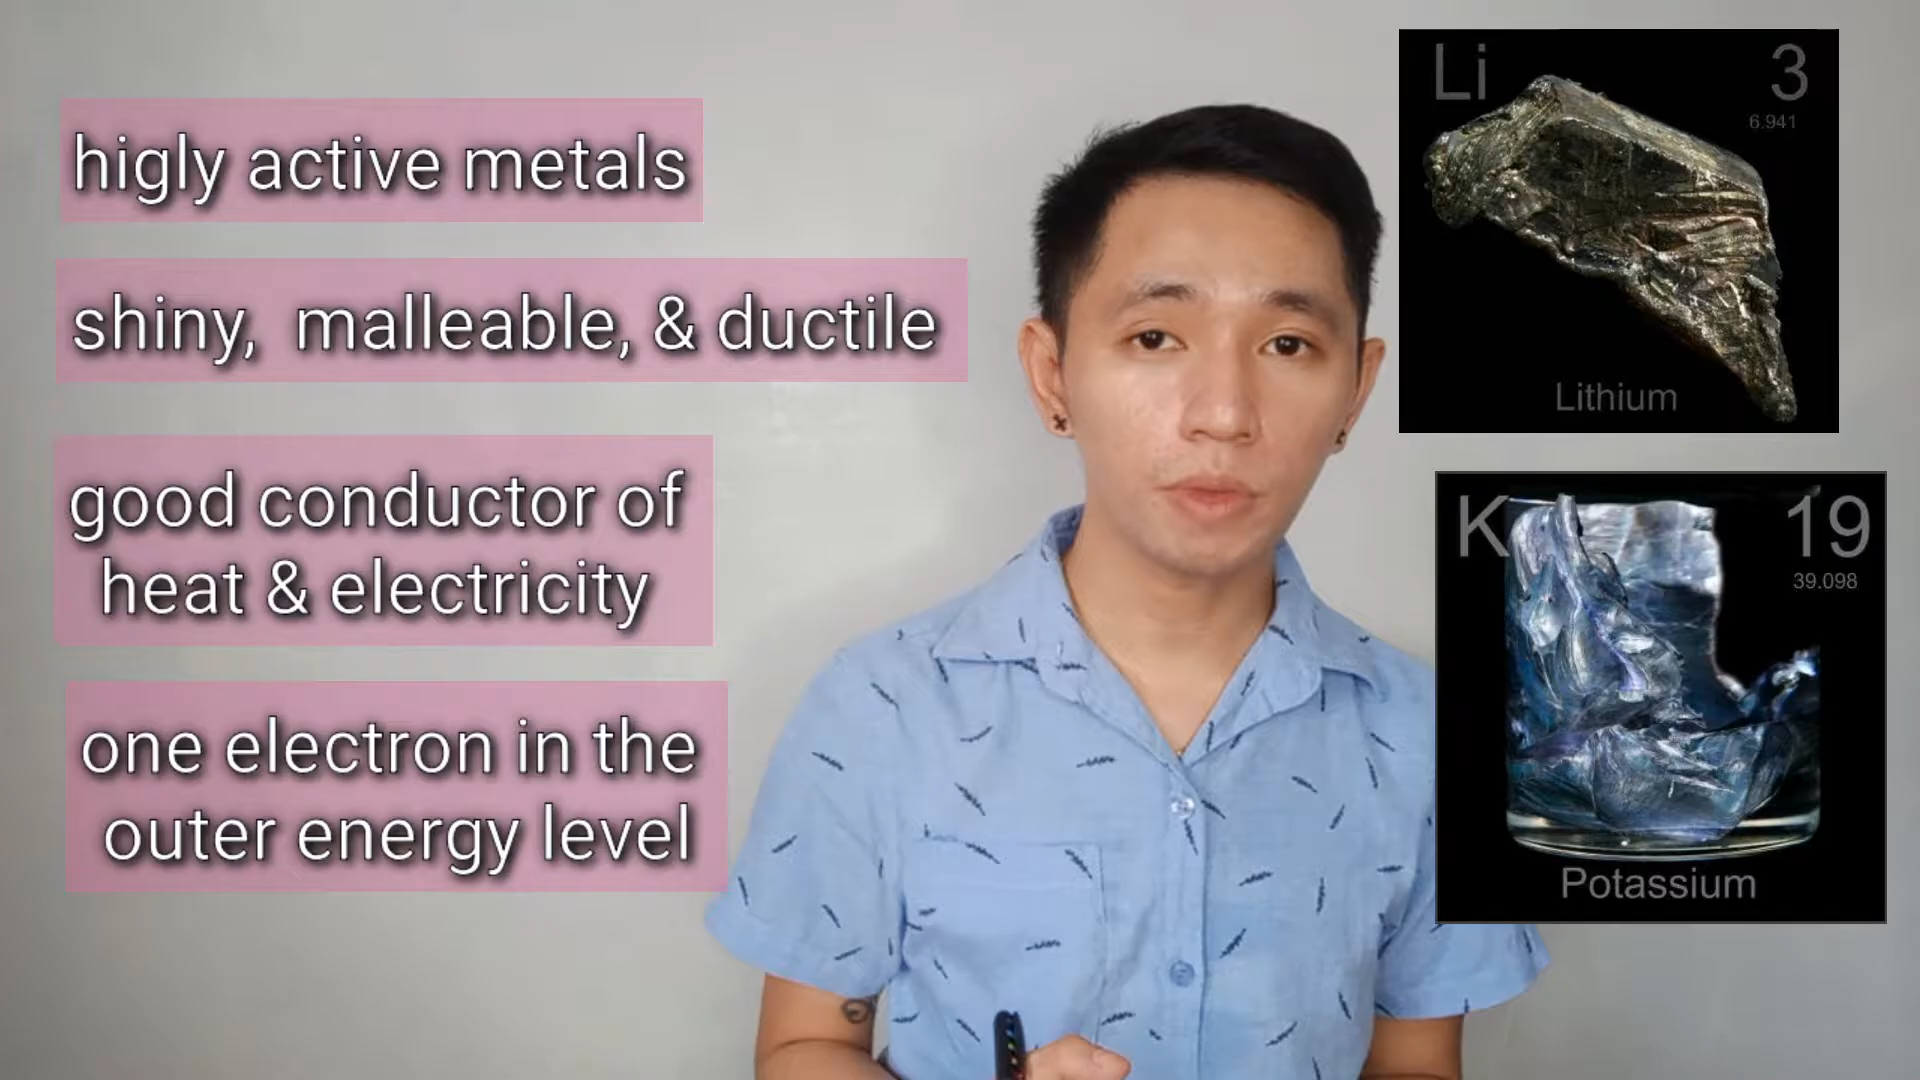 higly active metals
shiny,  malleable, & ductile
good conductor of
heat & electricity
one electron in the
outer energy level
Li 3
6.941
Lithium
K 19
39.098
Potassium